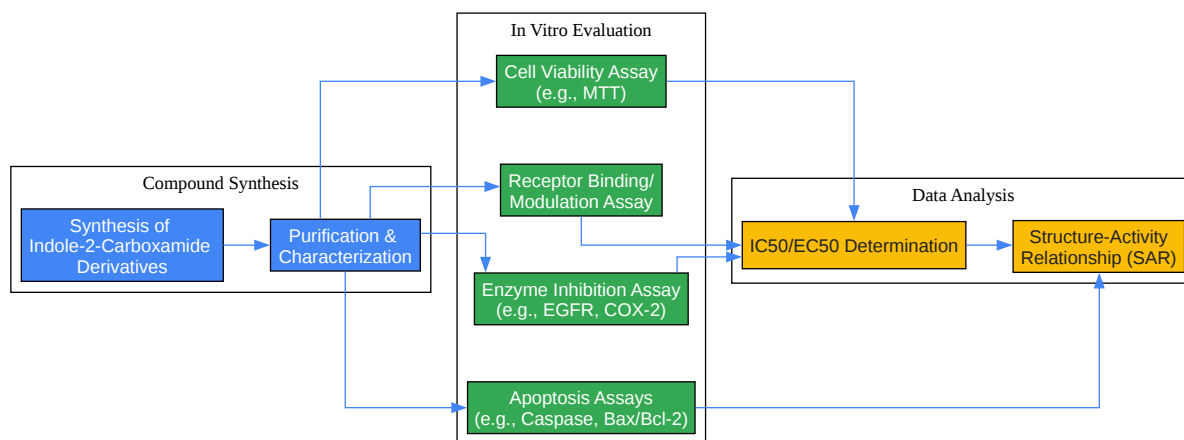 In Vitro Evaluation
Cell Viability Assay
(e.g., MTT)
Compound Synthesis
Synthesis of
Indole-2-Carboxamide
Derivatives
Purification &
Characterization
Receptor Binding/
Modulation Assay
Enzyme Inhibition Assay
(e.g., EGFR, COX-2)
Apoptosis Assays
(e.g., Caspase, Bax/Bcl-2)
Data Analysis
IC50/EC50 Determination
Structure-Activity
Relationship (SAR)